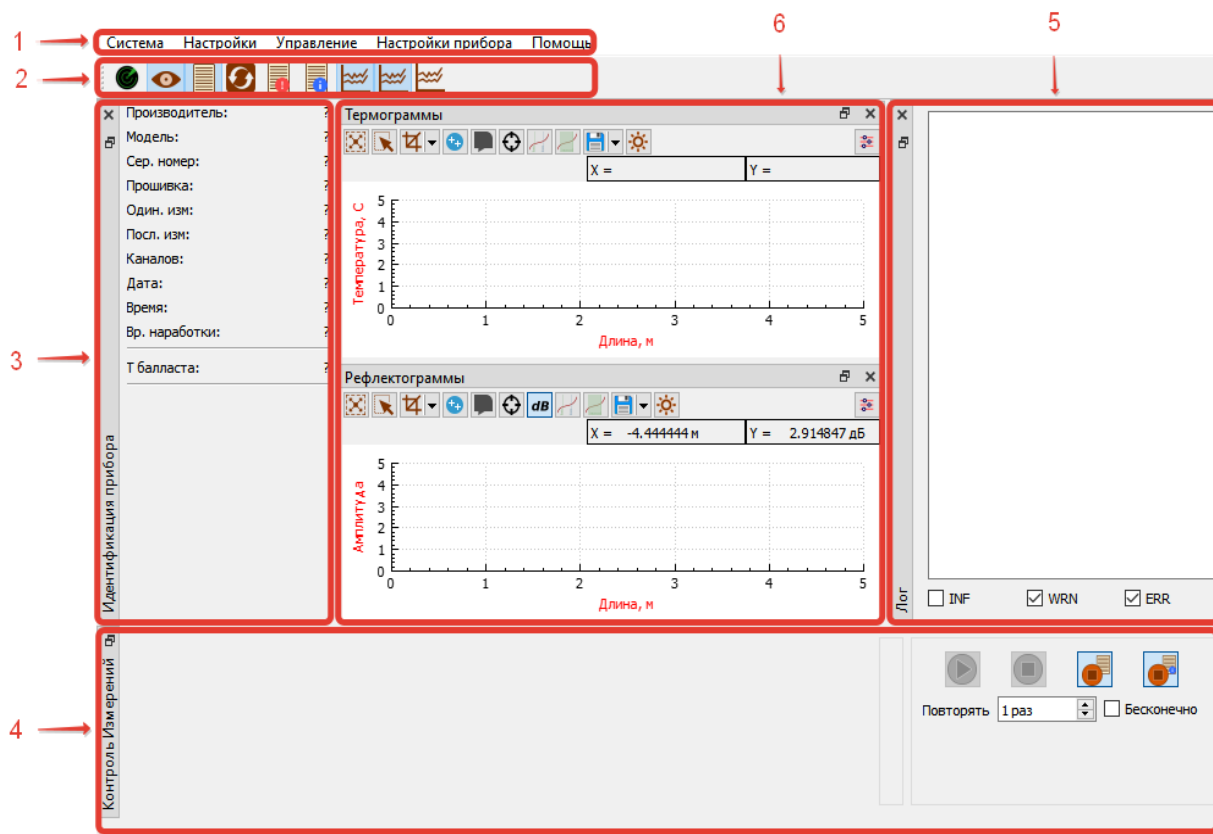 6
5
1
Система Настройки Управление Настройки прибора Помощь
2
3
Идентификация прибора
Производитель: ?
Модель: ?
Сер. номер: ?
Прошивка: ?
Один. изм: ?
Посл. изм: ?
Каналов: ?
Дата: ?
Время: ?
Вр. наработки: ?
Т балласта: ?
Термограммы
X =
Y =
Температура, С
5
4
3
2
1
0
0 1 2 3 4 5
Длина, м
Рефлектограммы
dB
X = -4.444444 м
Y = 2.914847 дБ
Амплитуда
5
4
3
2
1
0
0 1 2 3 4 5
Длина, м
Лог
INF WRN ERR
4
Контроль Измерений
Повторять 1 раз Бесконечно